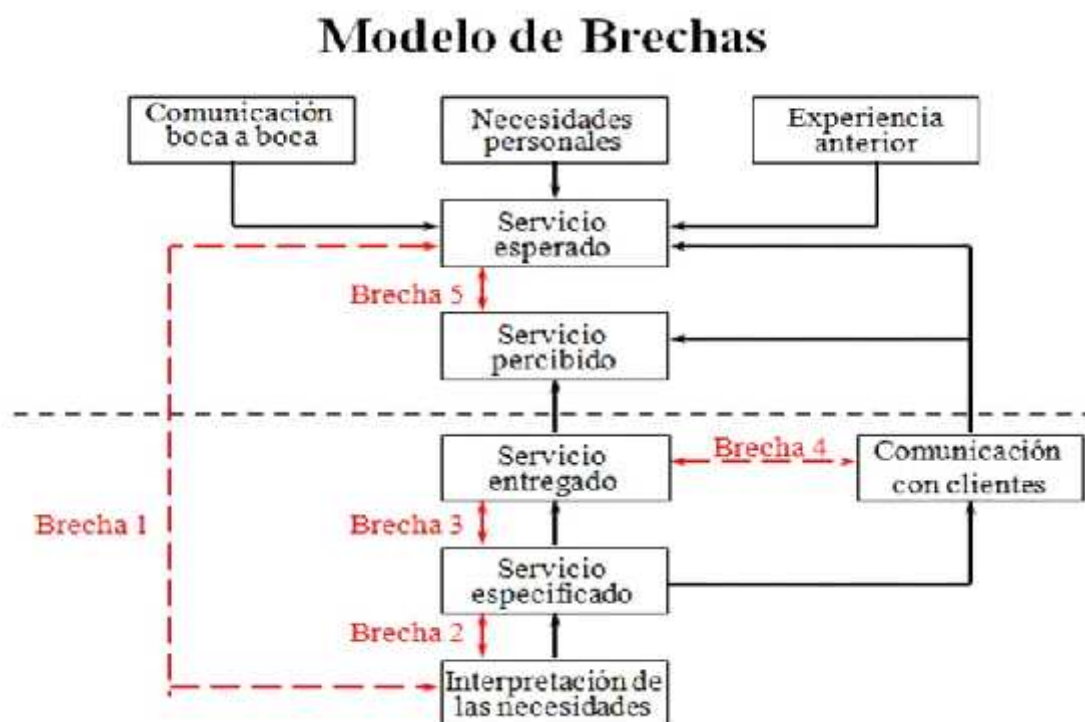 Modelo de Brechas
Comunicación
boca a boca
Necesidades
personales
Experiencia
anterior
Servicio
esperado
Brecha 5
Servicio
percibido
Servicio
entregado
Brecha 4
Comunicación
con clientes
Brecha 1
Brecha 3
Servicio
especificado
Brecha 2
Interpretación de
las necesidades